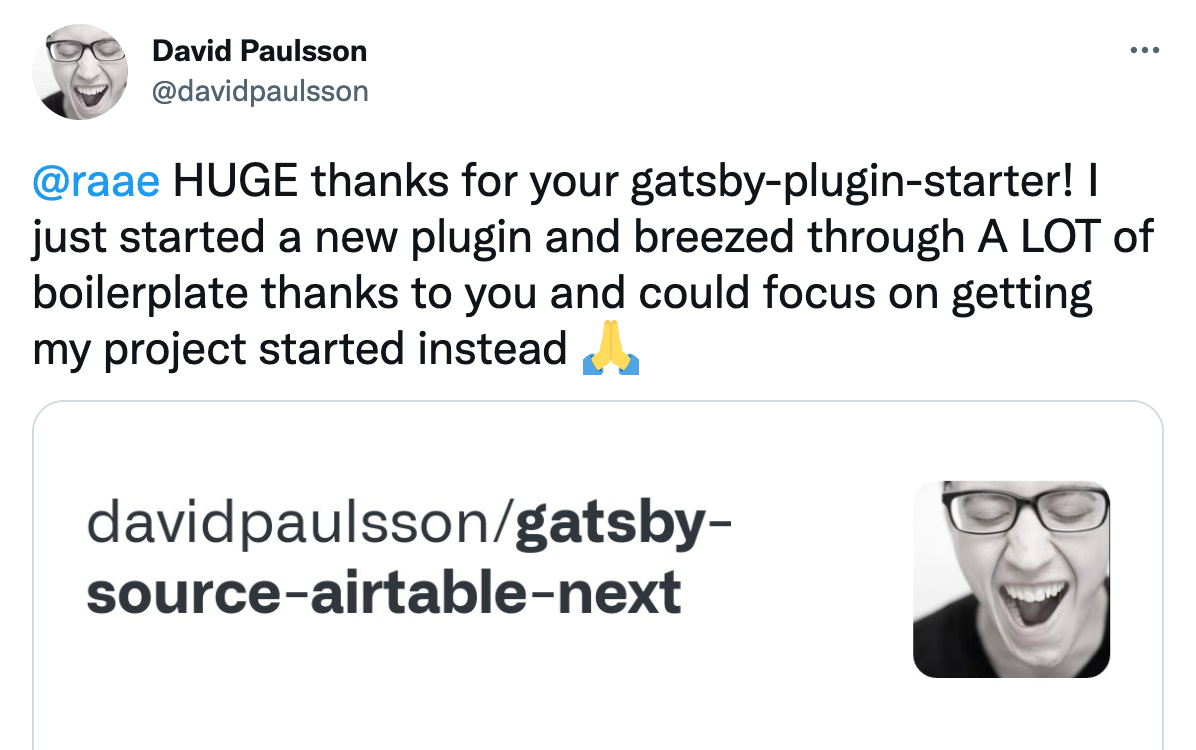 David Paulsson
@davidpaulsson
@raae HUGE thanks for your gatsby-plugin-starter! I
just started a new plugin and breezed through A LOT of
boilerplate thanks to you and could focus on getting
my project started instead 🙏
davidpaulsson/gatsby-
source-airtable-next